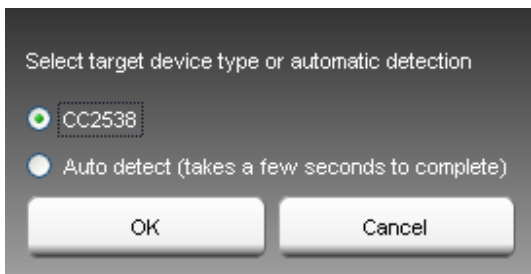 Select target device type or automatic detection
CC2538
Auto detect (takes a few seconds to complete)
OK Cancel